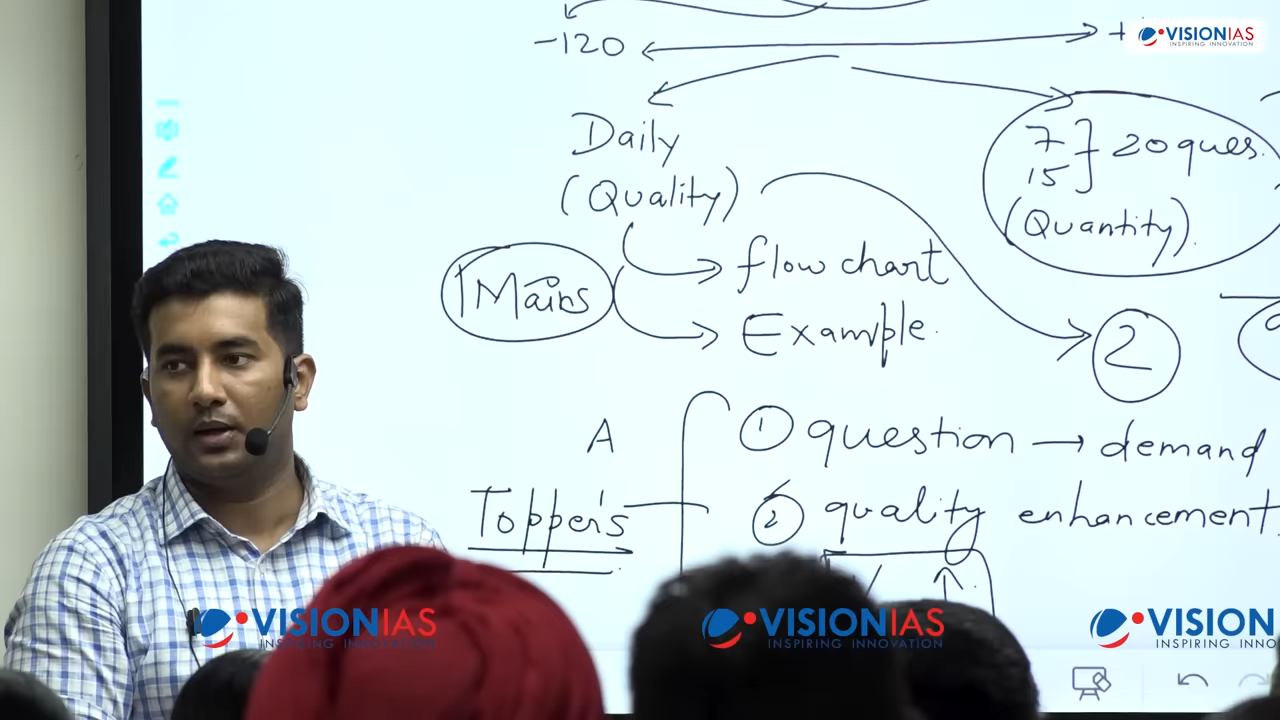 -120
+
VISIONIAS
INSPIRING INNOVATION
Daily
(Quality)
7
15
20 ques.
(Quantity).
flow chart
Mains
Example.
2
A
① question → demand
Topper's
② quality enhancement
VISIONIAS
INSPIRING INNOVATION
VISIONIAS
INSPIRING INNOVATION
VISION
INSPIRING INNO